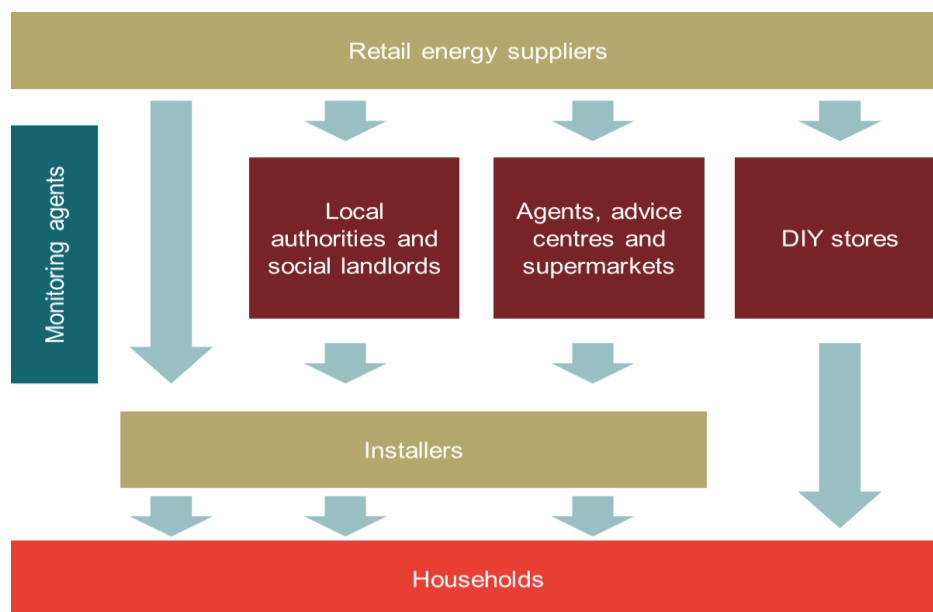 Retail energy suppliers
Monitoring agents
Local
authorities and
social landlords
Agents, advice
centres and
supermarkets
DIY stores
Installers
Households